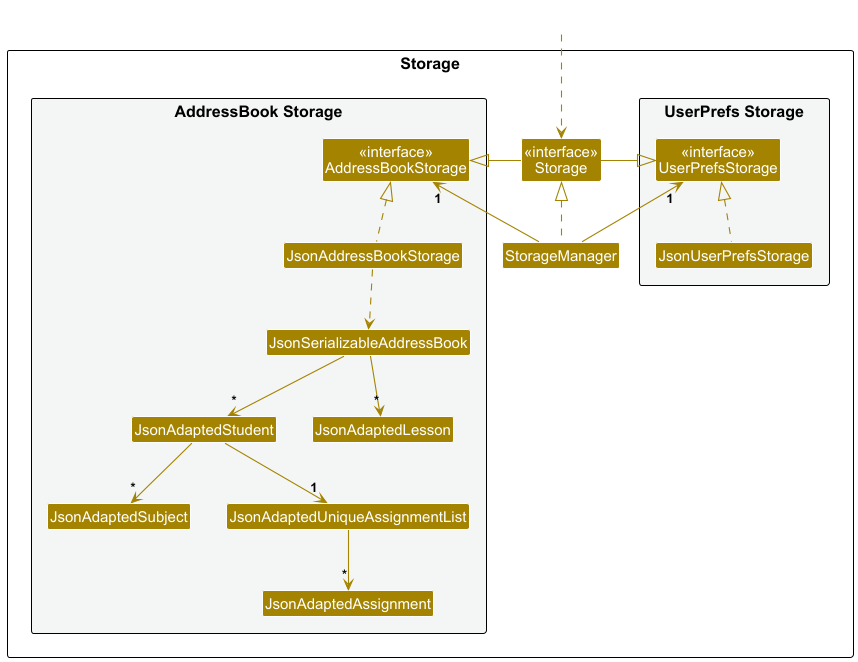 Storage
AddressBook Storage
UserPrefs Storage
«interface»
AddressBookStorage
«interface»
Storage
«interface»
UserPrefsStorage
1
1
JsonAddressBookStorage
StorageManager
JsonUserPrefsStorage
JsonSerializableAddressBook
*
*
JsonAdaptedStudent
JsonAdaptedLesson
*
1
JsonAdaptedSubject
JsonAdaptedUniqueAssignmentList
*
JsonAdaptedAssignment